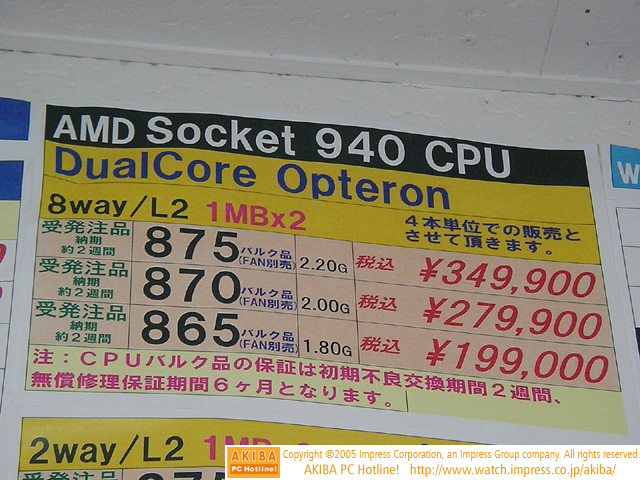 AMD Socket 940 CPU
DualCore Opteron
8way/L2 1MBx2 4本単位での販売と
させて頂きます。
受発注品 納期 約2週間 875 バルク品 (FAN別売) 2.20G 税込 ¥349,900
受発注品 納期 約2週間 870 バルク品 (FAN別売) 2.00G 税込 ¥279,900
受発注品 納期 約2週間 865 バルク品 (FAN別売) 1.80G 税込 ¥199,000
注：CPUバルク品の保証は初期不良交換期間2週間、
無償修理保証期間6ヶ月となります。
2way/L2
W
AKIBA
PC Hotline!
Copyright ©2005 Impress Corporation, an Impress Group company. All rights reserved.
AKIBA PC Hotline! http://www.watch.impress.co.jp/akiba/